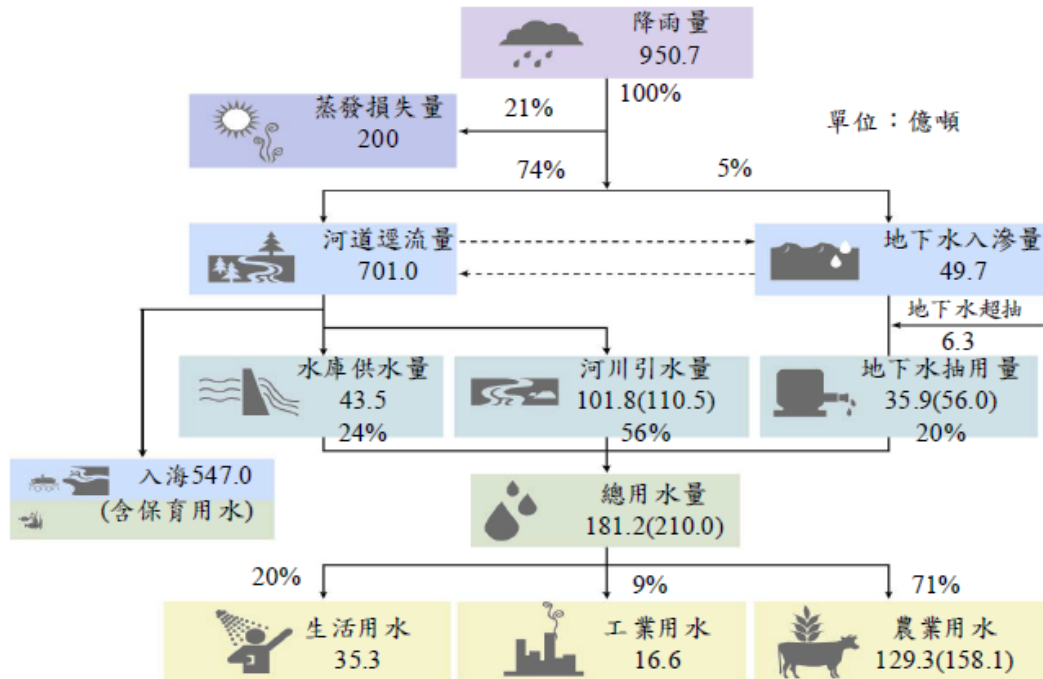 降雨量
950.7
100%
蒸發損失量
200
21%
單位：億噸
74%
5%
河道逕流量
701.0
地下水入滲量
49.7
地下水超抽
6.3
水庫供水量
43.5
24%
河川引水量
101.8(110.5)
56%
地下水抽用量
35.9(56.0)
20%
入海547.0
(含保育用水)
總用水量
181.2(210.0)
20%
9%
71%
生活用水
35.3
工業用水
16.6
農業用水
129.3(158.1)